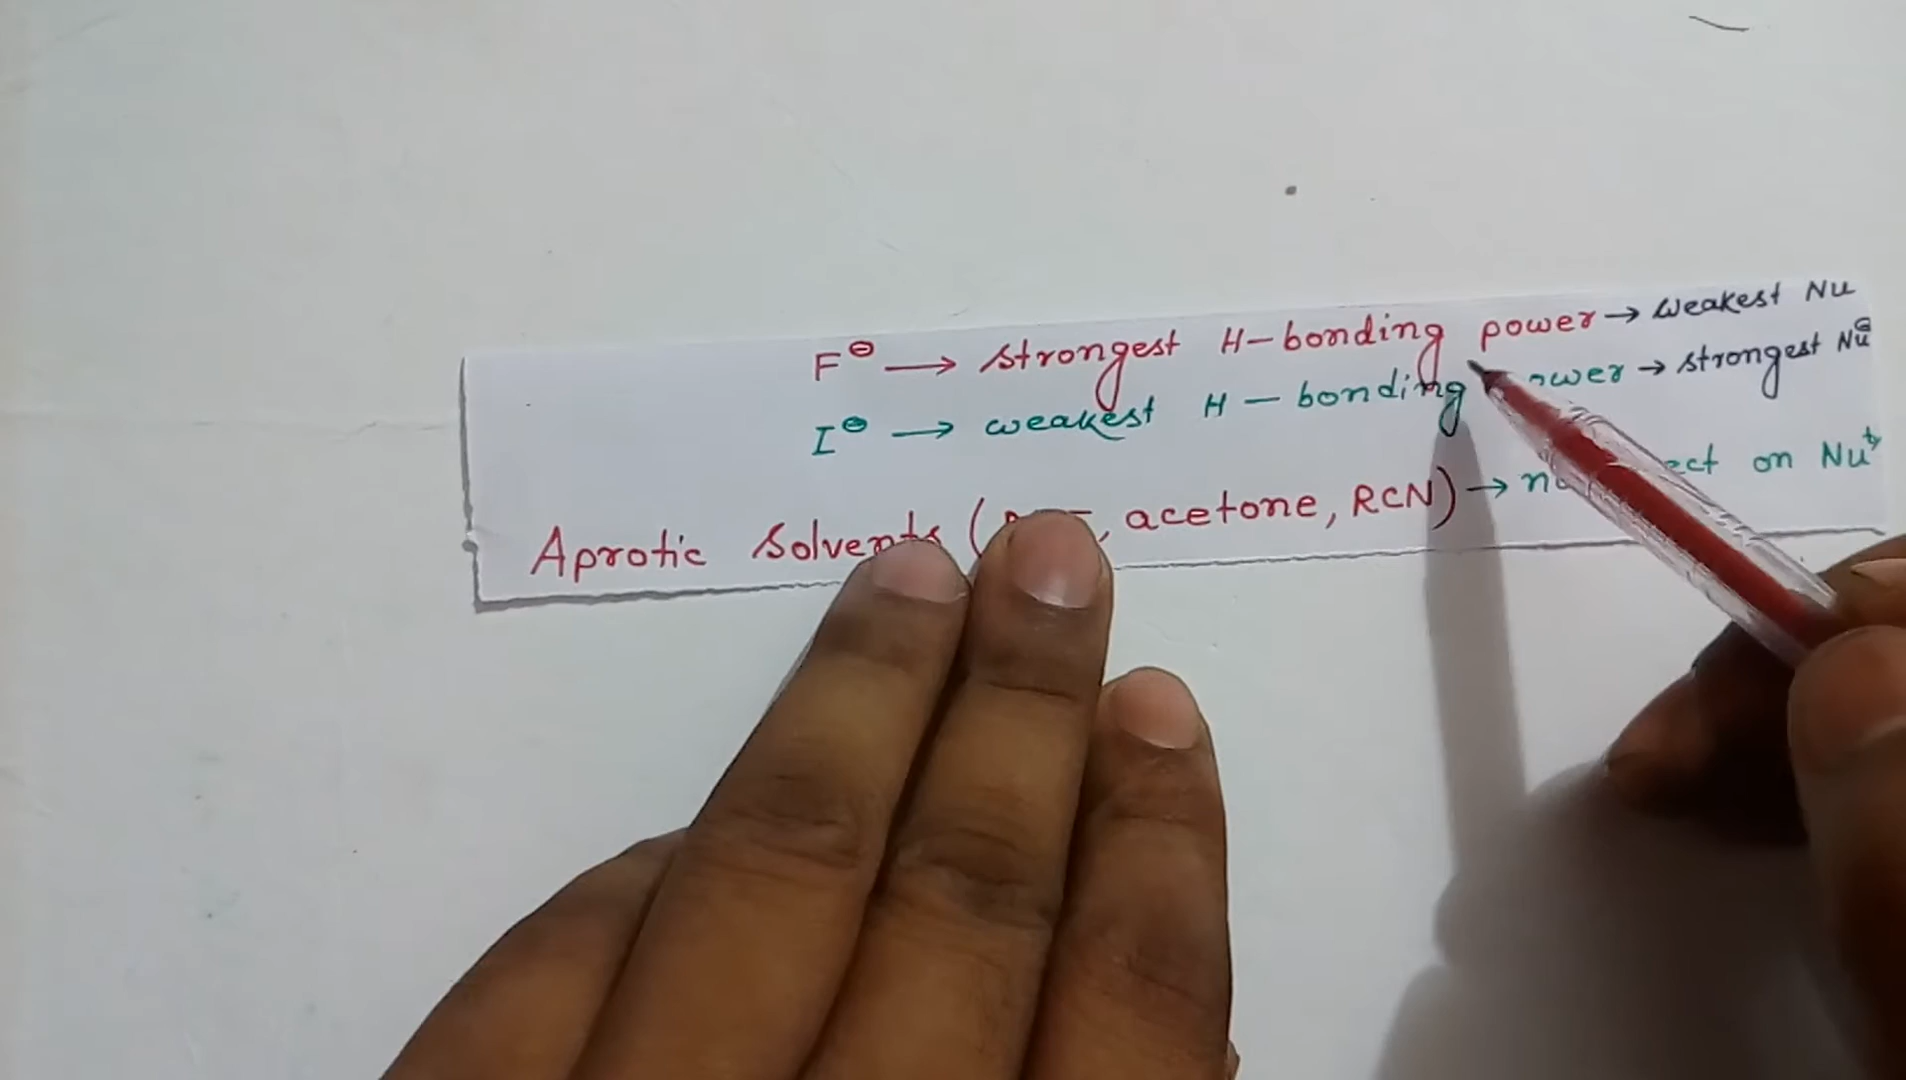 F⊖ → strongest H-bonding power → weakest Nu
I⊖ → weakest H-bonding → strongest Nu⊖
Aprotic Solvents ( , acetone, RCN) → on Nu